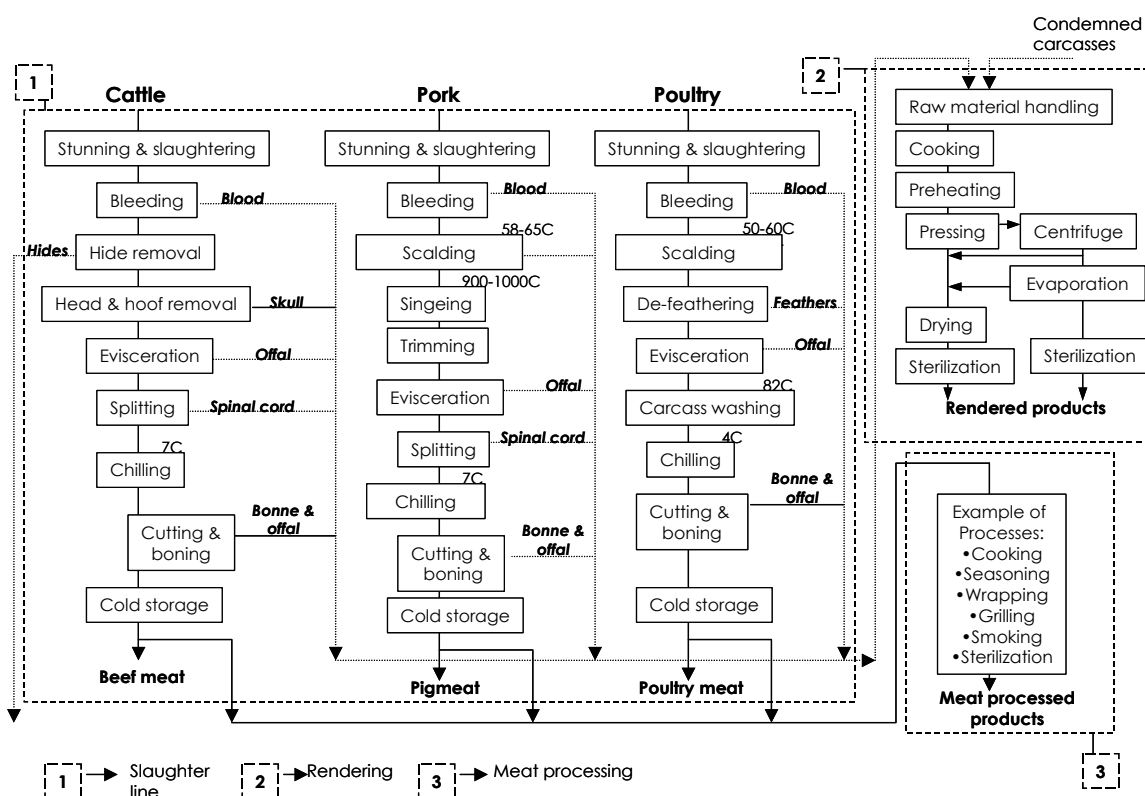 Condemned
carcasses
1
2
Cattle
Pork
Poultry
Raw material handling
Stunning & slaughtering
Stunning & slaughtering
Stunning & slaughtering
Cooking
Bleeding
Blood
Bleeding
Blood
Bleeding
Blood
Preheating
58-65C
50-60C
Pressing
Centrifuge
Hides
Hide removal
Scalding
Scalding
900-1000C
Evaporation
Head & hoof removal
Skull
Singeing
De-feathering
Feathers
Drying
Trimming
Evisceration
Offal
Evisceration
Offal
Sterilization
Sterilization
82C
Evisceration
Offal
Splitting
Spinal cord
Carcass washing
Rendered products
4C
7C
Splitting
Spinal cord
Chilling
Chilling
7C
Chilling
Bonne &
offal
Bonne &
offal
Cutting &
boning
Cutting &
boning
Bonne &
offal
Cutting &
boning
Example of
Processes:
•Cooking
•Seasoning
•Wrapping
•Grilling
•Smoking
•Sterilization
Cold storage
Cold storage
Cold storage
Beef meat
Pigmeat
Poultry meat
Meat processed
products
3
1
Slaughter
line
2
Rendering
3
Meat processing